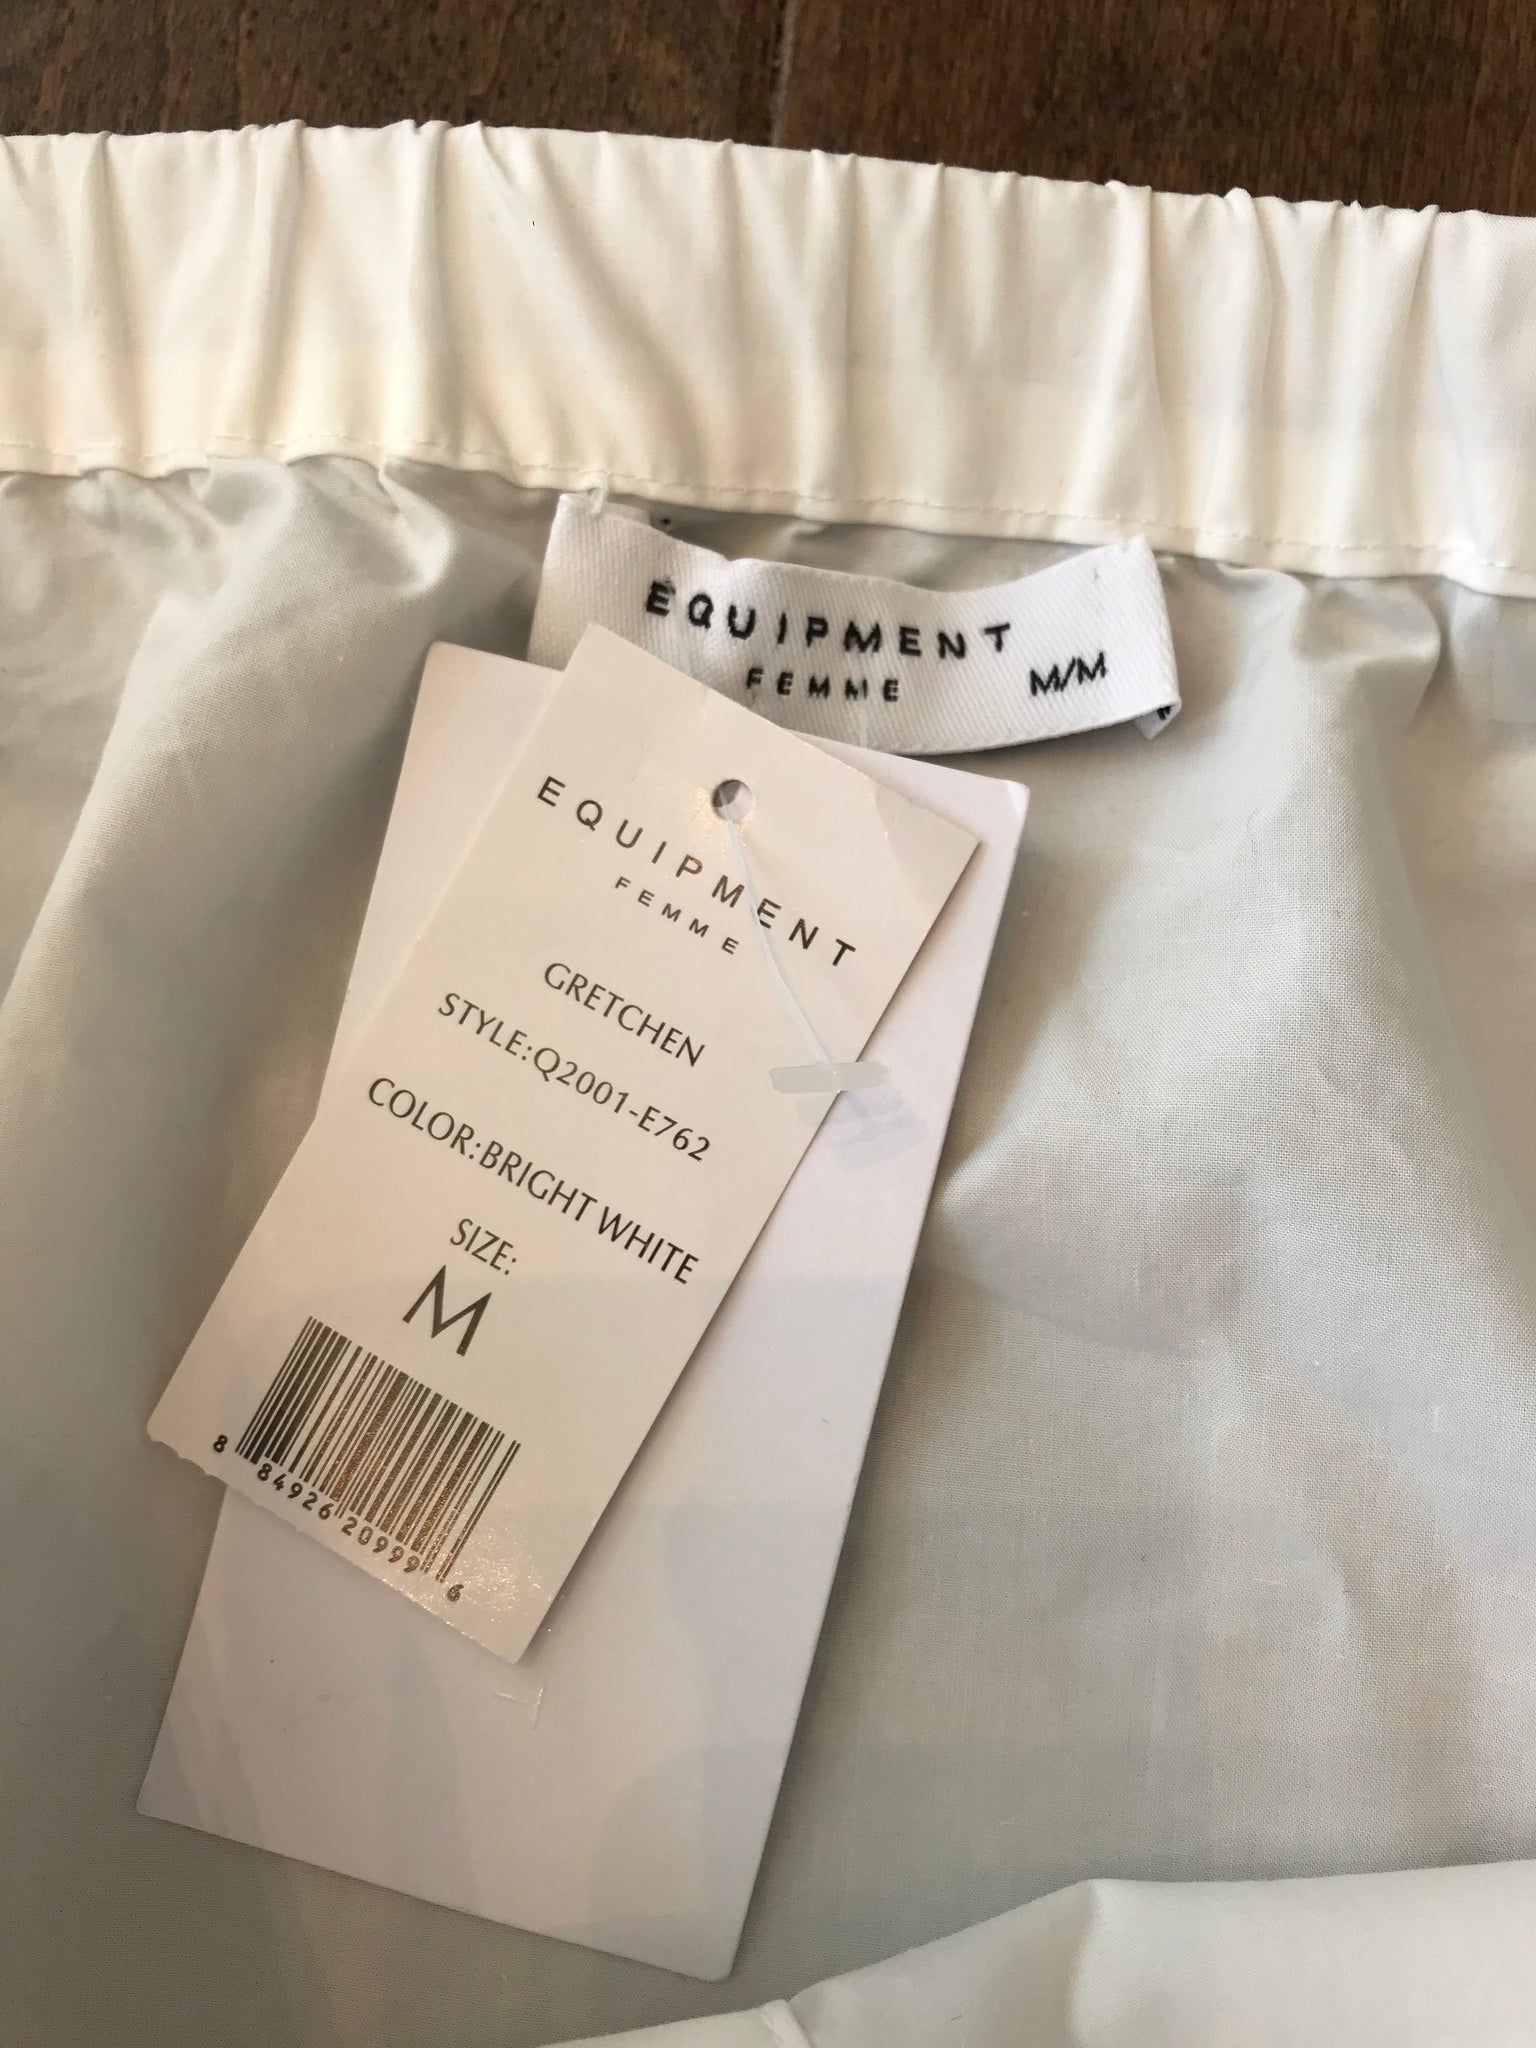 EQUIPMENT
FEMME
M/M
EQUIPMENT
FEMME
GRETCHEN
STYLE:Q2001-E762
COLOR:BRIGHT WHITE
SIZE:
M
8 84926 20999 6